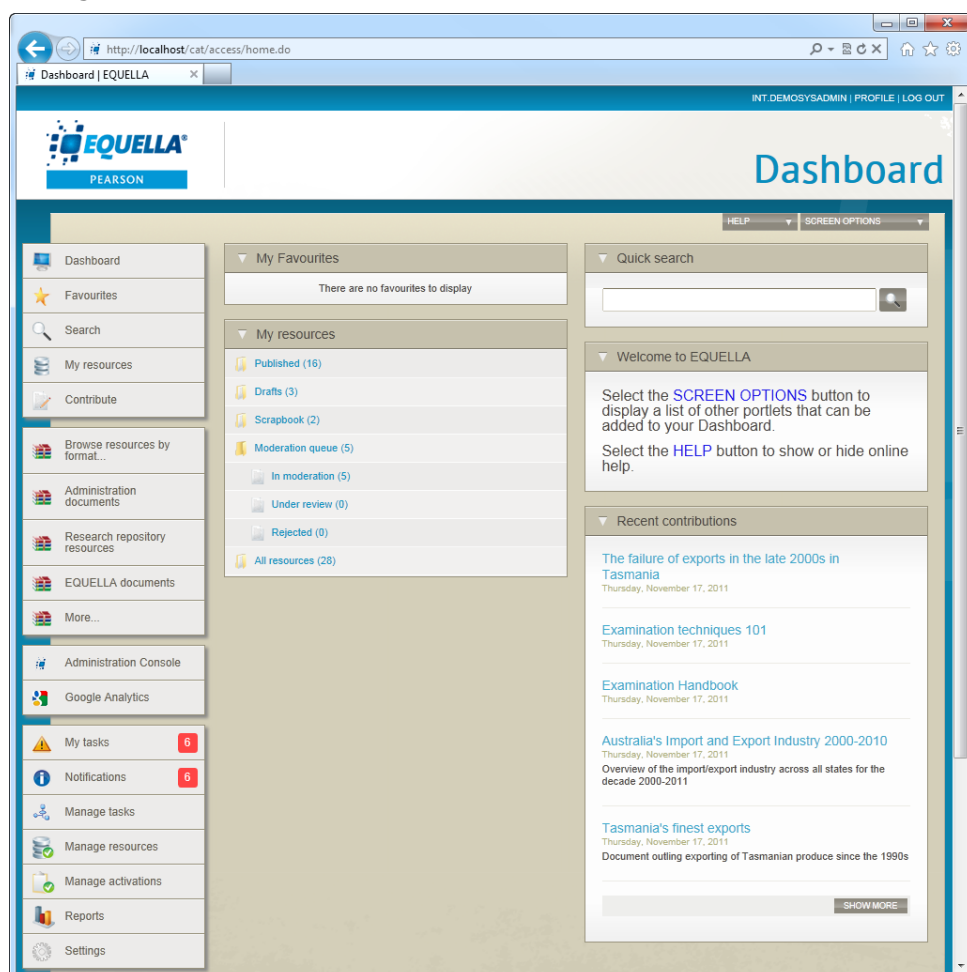 http://localhost/cat/access/home.do
Dashboard | EQUELLA
INT.DEMOSYSADMIN | PROFILE | LOG OUT
EQUELLA®
PEARSON
Dashboard
HELP
SCREEN OPTIONS
Dashboard
Favourites
Search
My resources
Contribute
Browse resources by
format...
Administration
documents
Research repository
resources
EQUELLA documents
More...
Administration Console
Google Analytics
My tasks 6
Notifications 6
Manage tasks
Manage resources
Manage activations
Reports
Settings
My Favourites
There are no favourites to display
My resources
Published (16)
Drafts (3)
Scrapbook (2)
Moderation queue (5)
In moderation (5)
Under review (0)
Rejected (0)
All resources (28)
Quick search
Welcome to EQUELLA
Select the SCREEN OPTIONS button to
display a list of other portlets that can be
added to your Dashboard.
Select the HELP button to show or hide online
help.
Recent contributions
The failure of exports in the late 2000s in
Tasmania
Thursday, November 17, 2011
Examination techniques 101
Thursday, November 17, 2011
Examination Handbook
Thursday, November 17, 2011
Australia's Import and Export Industry 2000-2010
Thursday, November 17, 2011
Overview of the import/export industry across all states for the
decade 2000-2011
Tasmania's finest exports
Thursday, November 17, 2011
Document outling exporting of Tasmanian produce since the 1990s
SHOW MORE